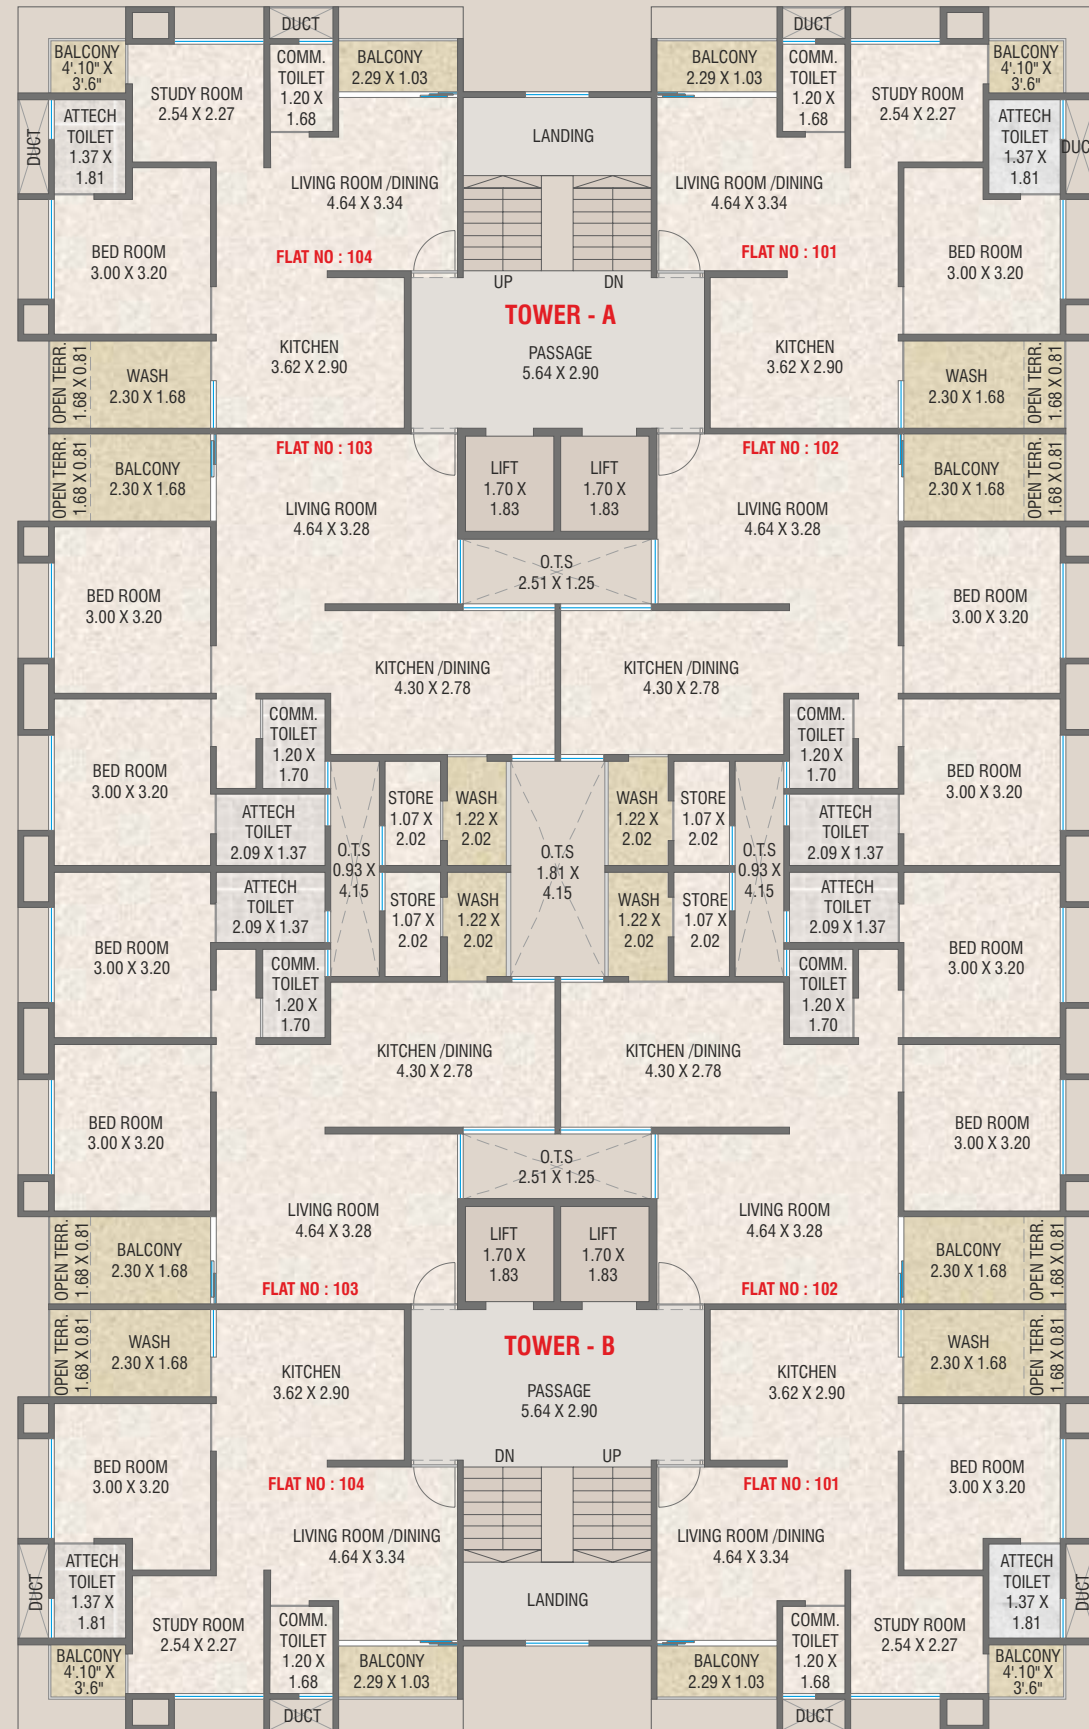 DUCT
DUCT
BALCONY
4'.10" X
3'.6"
COMM.
TOILET
1.20 X
1.68
BALCONY
2.29 X 1.03
BALCONY
2.29 X 1.03
COMM.
TOILET
1.20 X
1.68
BALCONY
4'.10" X
3'.6"
STUDY ROOM
2.54 X 2.27
STUDY ROOM
2.54 X 2.27
DUCT
ATTECH
TOILET
1.37 X
1.81
LANDING
ATTECH
TOILET
1.37 X
1.81
DUCT
LIVING ROOM /DINING
4.64 X 3.34
LIVING ROOM /DINING
4.64 X 3.34
BED ROOM
3.00 X 3.20
FLAT NO : 104
FLAT NO : 101
BED ROOM
3.00 X 3.20
UP
DN
TOWER - A
PASSAGE
5.64 X 2.90
OPEN TERR.
1.68 X 0.81
WASH
2.30 X 1.68
KITCHEN
3.62 X 2.90
KITCHEN
3.62 X 2.90
WASH
2.30 X 1.68
OPEN TERR.
1.68 X 0.81
OPEN TERR.
1.68 X 0.81
BALCONY
2.30 X 1.68
FLAT NO : 103
FLAT NO : 102
BALCONY
2.30 X 1.68
OPEN TERR.
1.68 X 0.81
LIFT
1.70 X
1.83
LIFT
1.70 X
1.83
LIVING ROOM
4.64 X 3.28
LIVING ROOM
4.64 X 3.28
O.T.S
2.51 X 1.25
BED ROOM
3.00 X 3.20
BED ROOM
3.00 X 3.20
KITCHEN /DINING
4.30 X 2.78
KITCHEN /DINING
4.30 X 2.78
COMM.
TOILET
1.20 X
1.70
COMM.
TOILET
1.20 X
1.70
BED ROOM
3.00 X 3.20
BED ROOM
3.00 X 3.20
ATTECH
TOILET
2.09 X 1.37
STORE
1.07 X
2.02
WASH
1.22 X
2.02
WASH
1.22 X
2.02
STORE
1.07 X
2.02
ATTECH
TOILET
2.09 X 1.37
O.T.S
0.93 X
4.15
O.T.S
1.81 X
4.15
O.T.S
0.93 X
4.15
ATTECH
TOILET
2.09 X 1.37
STORE
1.07 X
2.02
WASH
1.22 X
2.02
WASH
1.22 X
2.02
STORE
1.07 X
2.02
ATTECH
TOILET
2.09 X 1.37
BED ROOM
3.00 X 3.20
BED ROOM
3.00 X 3.20
COMM.
TOILET
1.20 X
1.70
COMM.
TOILET
1.20 X
1.70
KITCHEN /DINING
4.30 X 2.78
KITCHEN /DINING
4.30 X 2.78
BED ROOM
3.00 X 3.20
BED ROOM
3.00 X 3.20
O.T.S
2.51 X 1.25
LIVING ROOM
4.64 X 3.28
LIVING ROOM
4.64 X 3.28
LIFT
1.70 X
1.83
LIFT
1.70 X
1.83
OPEN TERR.
1.68 X 0.81
BALCONY
2.30 X 1.68
FLAT NO : 103
FLAT NO : 102
BALCONY
2.30 X 1.68
OPEN TERR.
1.68 X 0.81
OPEN TERR.
1.68 X 0.81
WASH
2.30 X 1.68
TOWER - B
WASH
2.30 X 1.68
OPEN TERR.
1.68 X 0.81
KITCHEN
3.62 X 2.90
PASSAGE
5.64 X 2.90
KITCHEN
3.62 X 2.90
DN
UP
BED ROOM
3.00 X 3.20
FLAT NO : 104
FLAT NO : 101
BED ROOM
3.00 X 3.20
LIVING ROOM /DINING
4.64 X 3.34
LIVING ROOM /DINING
4.64 X 3.34
DUCT
ATTECH
TOILET
1.37 X
1.81
LANDING
ATTECH
TOILET
1.37 X
1.81
DUCT
STUDY ROOM
2.54 X 2.27
STUDY ROOM
2.54 X 2.27
COMM.
TOILET
1.20 X
1.68
COMM.
TOILET
1.20 X
1.68
BALCONY
4'.10" X
3'.6"
BALCONY
2.29 X 1.03
BALCONY
2.29 X 1.03
BALCONY
4'.10" X
3'.6"
DUCT
DUCT